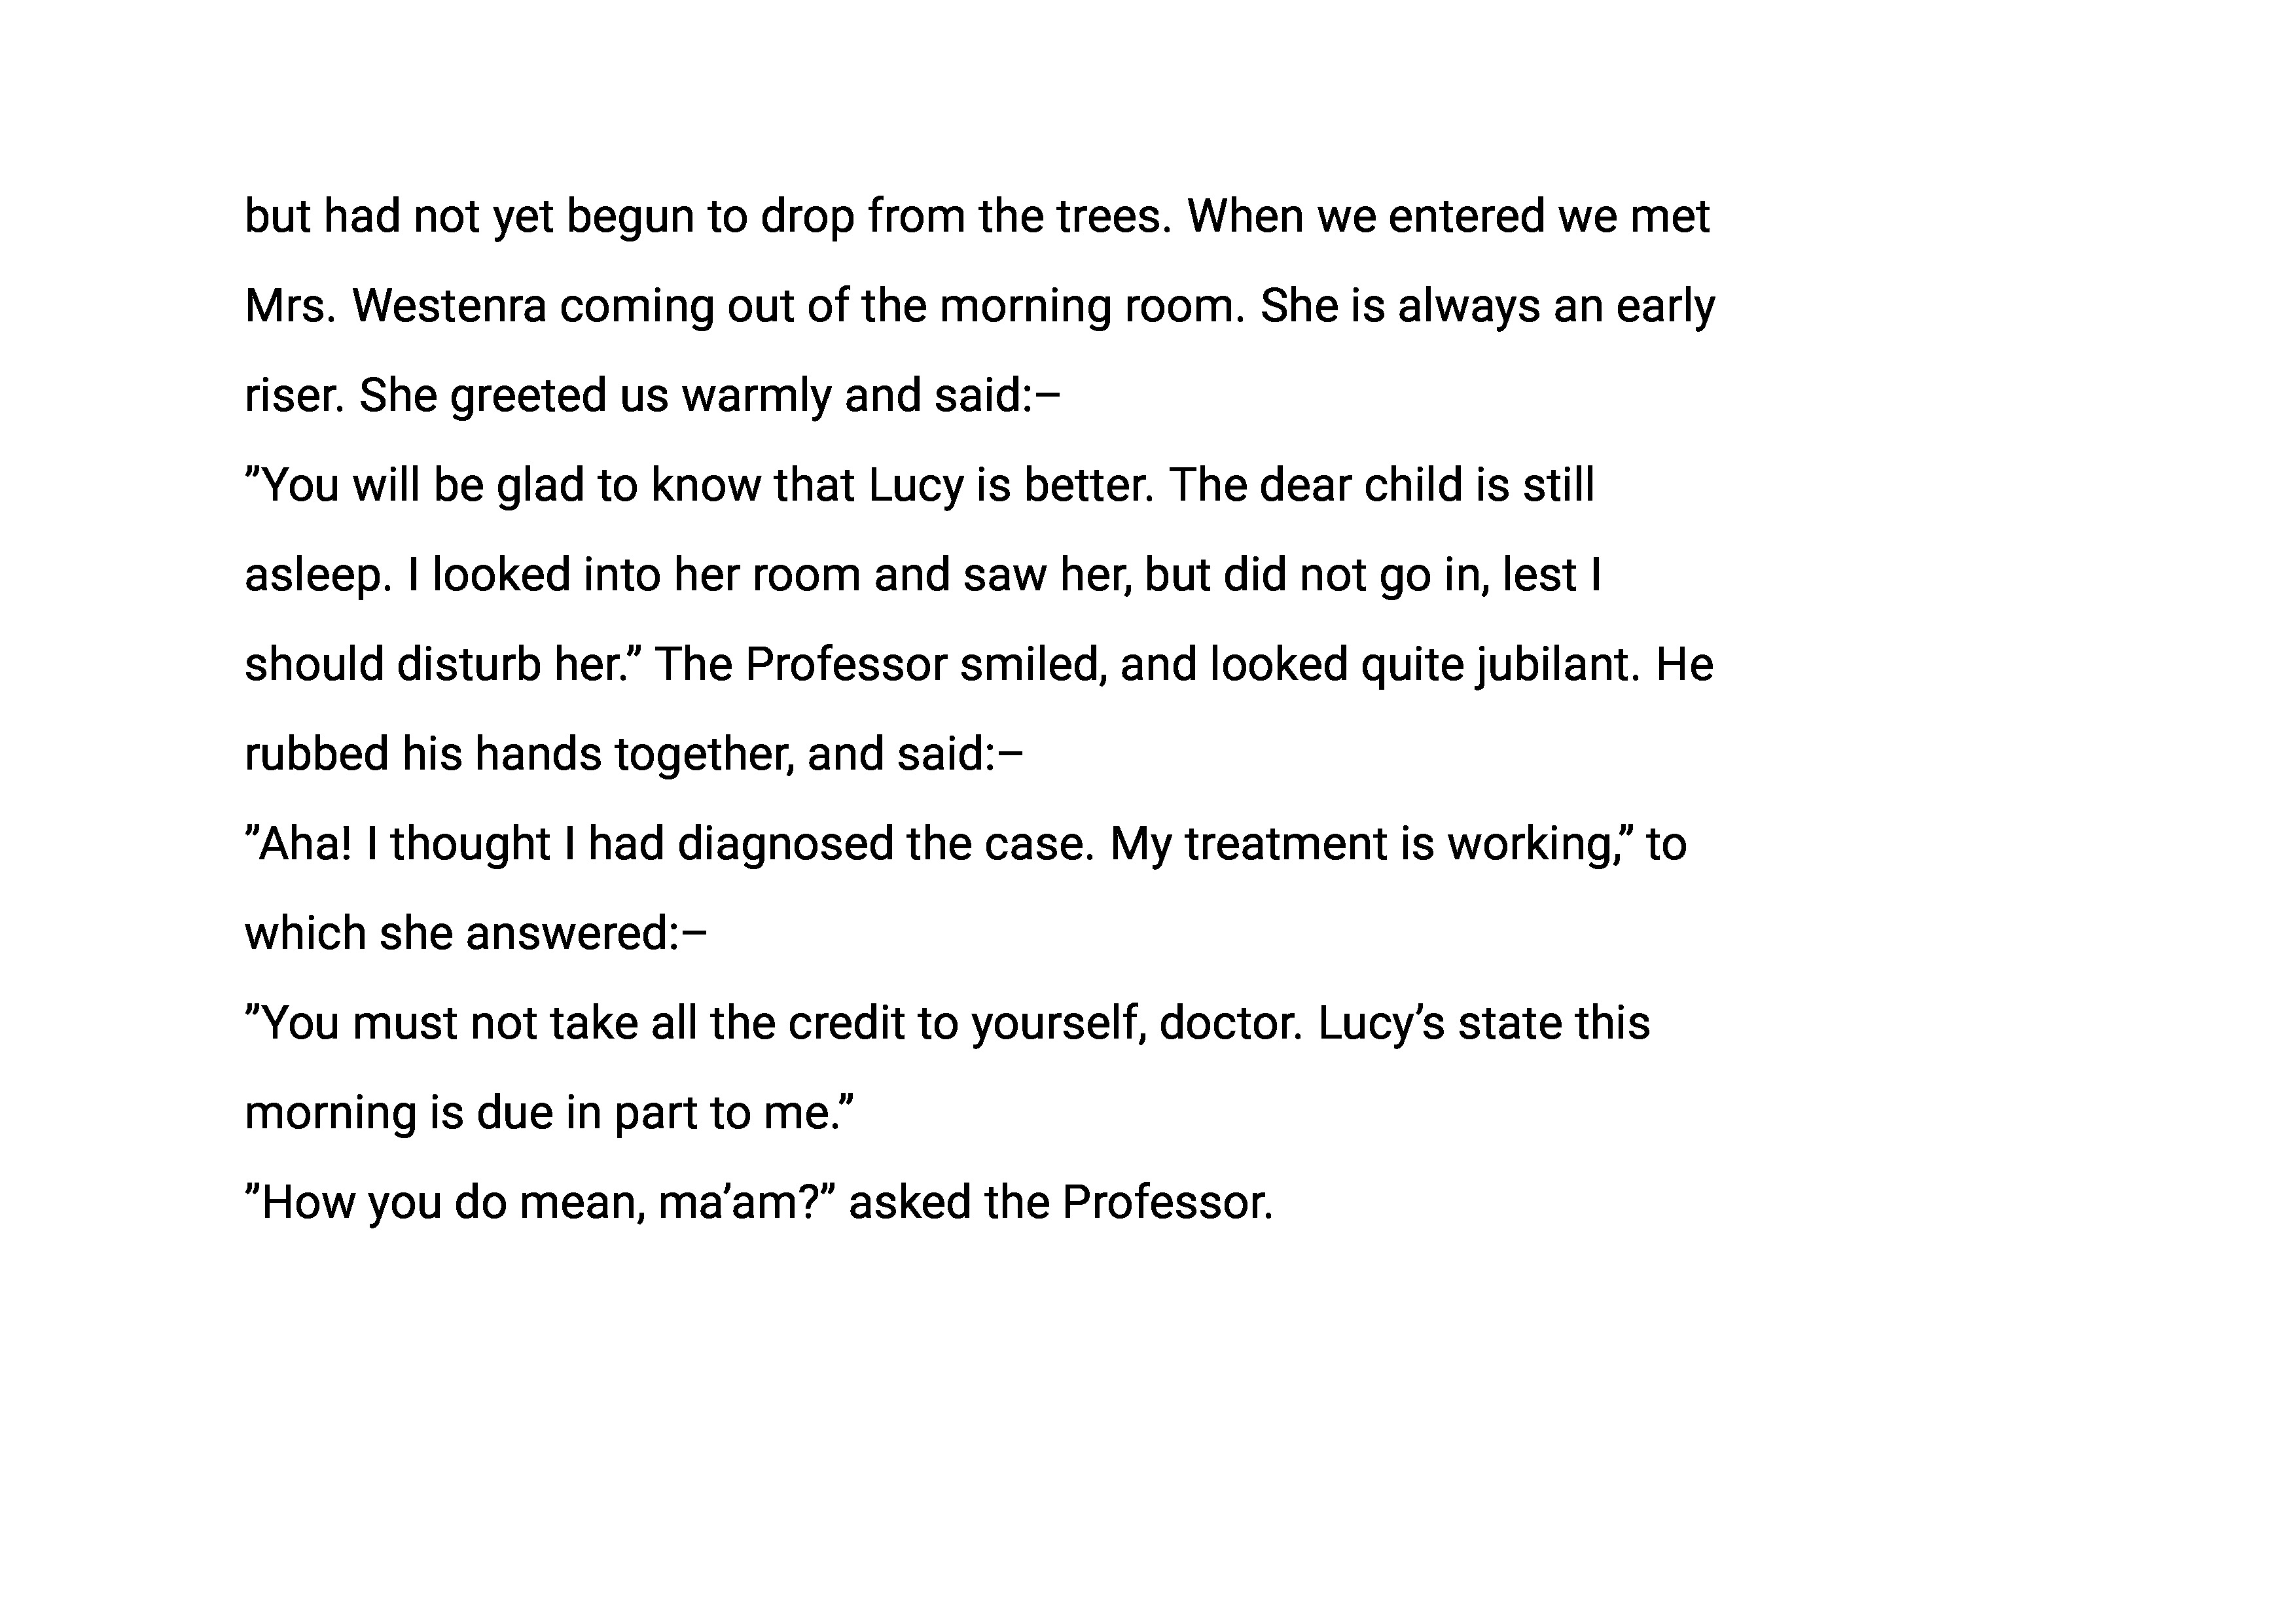 but had not yet begun to drop from the trees. When we entered we met
Mrs. Westenra coming out of the morning room. She is always an early
riser. She greeted us warmly and said:–
”You will be glad to know that Lucy is better. The dear child is still
asleep. I looked into her room and saw her, but did not go in, lest I
should disturb her.” The Professor smiled, and looked quite jubilant. He
rubbed his hands together, and said:–
”Aha! I thought I had diagnosed the case. My treatment is working,” to
which she answered:–
”You must not take all the credit to yourself, doctor. Lucy’s state this
morning is due in part to me.”
”How you do mean, ma’am?” asked the Professor.